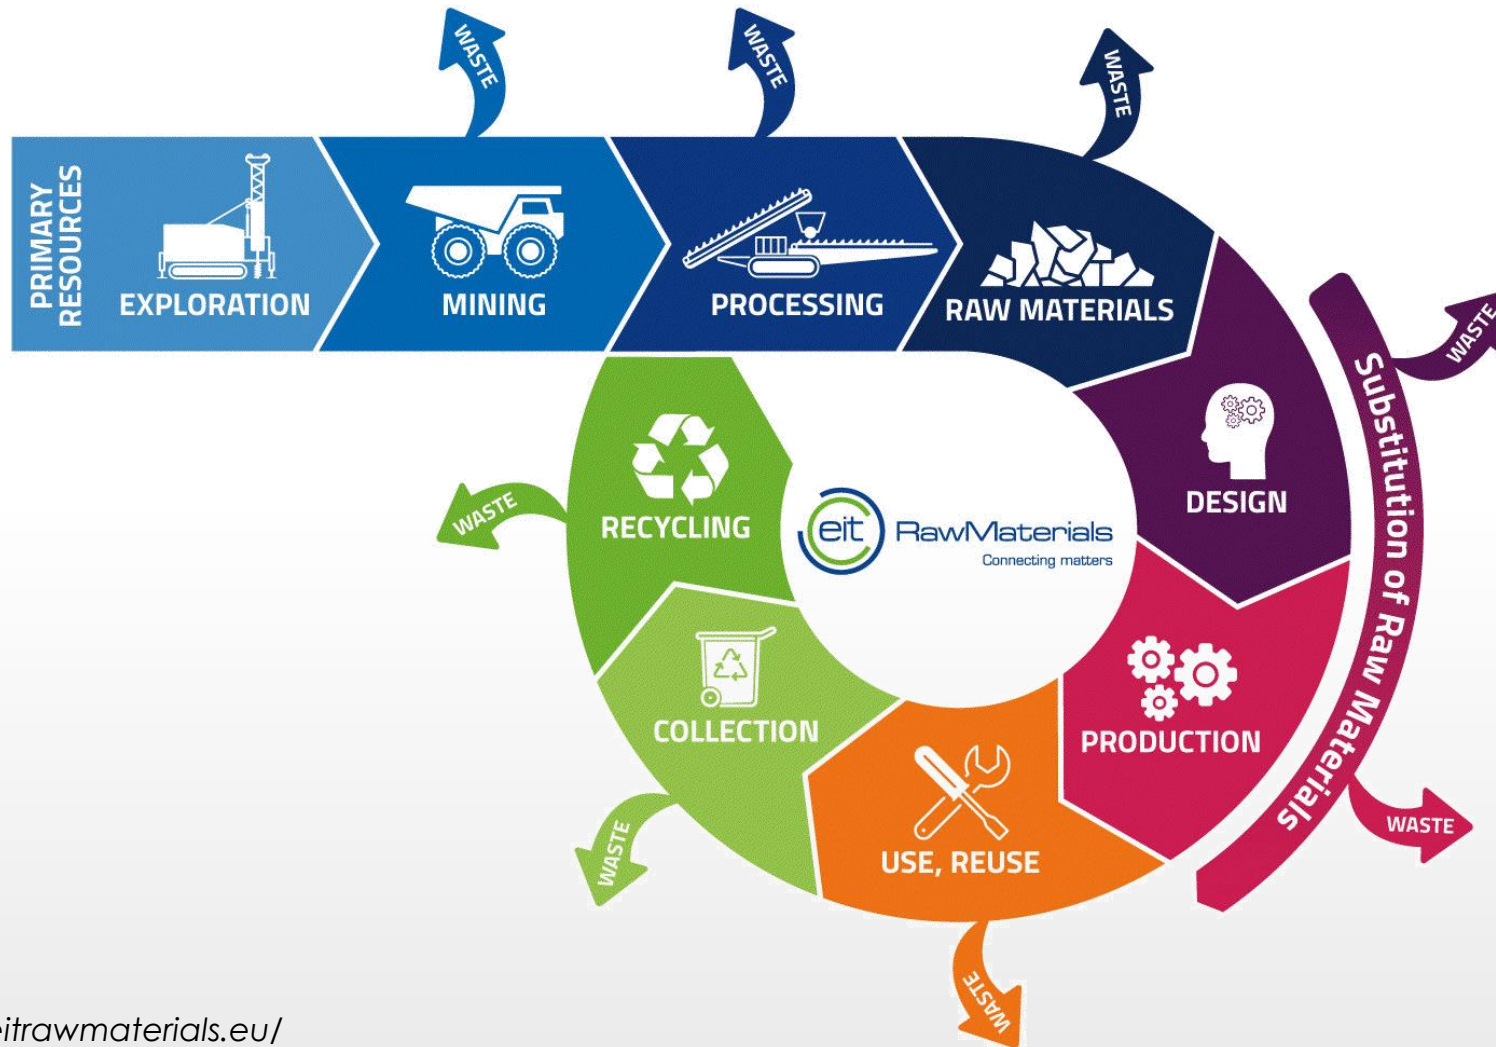 WASTE
WASTE
WASTE
PRIMARY
RESOURCES
EXPLORATION
MINING
PROCESSING
RAW MATERIALS
WASTE
Substitution of Raw Materials
DESIGN
RECYCLING
WASTE
eit RawMaterials
Connecting matters
COLLECTION
PRODUCTION
WASTE
USE, REUSE
WASTE
WASTE
eitrawmaterials.eu/